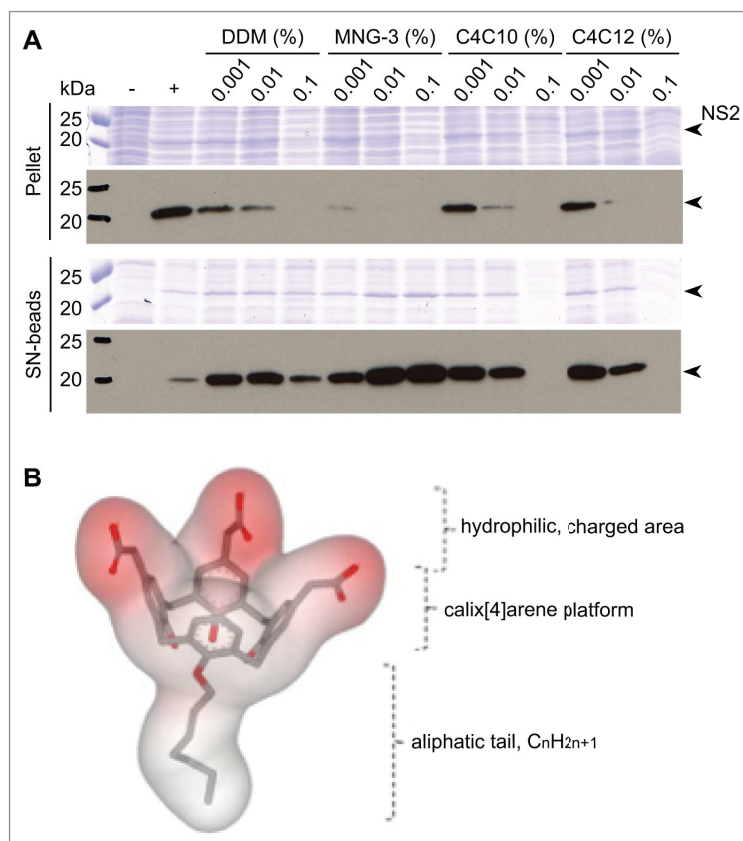 A
DDM (%) MNG-3 (%) C4C10 (%) C4C12 (%)
kDa - + 0.001 0.01 0.1 0.001 0.01 0.1 0.001 0.01 0.1 0.001 0.01 0.1
NS2
Pellet
25
20
25
20
SN-beads
25
20
25
20
B
hydrophilic, charged area
calix[4]arene platform
aliphatic tail, CnH2n+1